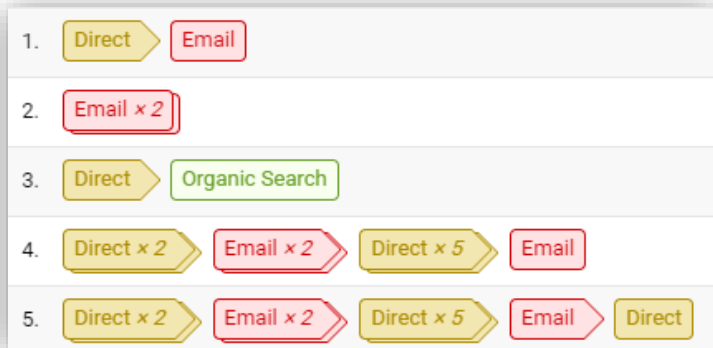 1. Direct Email
2. Email × 2
3. Direct Organic Search
4. Direct × 2 Email × 2 Direct × 5 Email
5. Direct × 2 Email × 2 Direct × 5 Email Direct